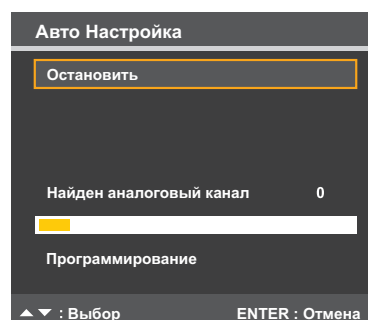 Авто Настройка
Остановить
Найден аналоговый канал 0
Программирование
▲ ▼ : Выбор ENTER : Отмена